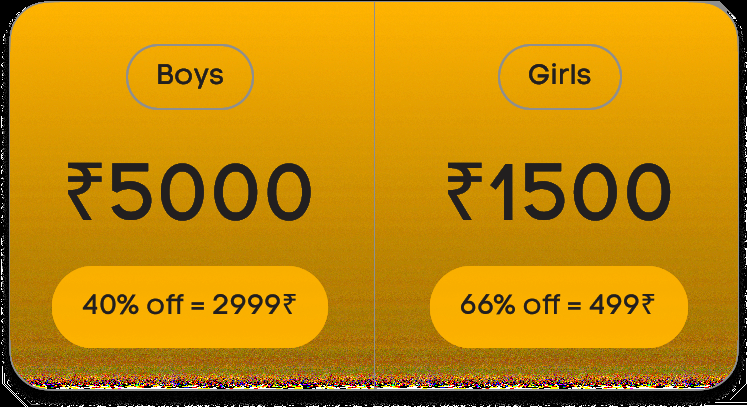 Boys
₹5000
40% off = 2999₹
Girls
₹1500
66% off = 499₹